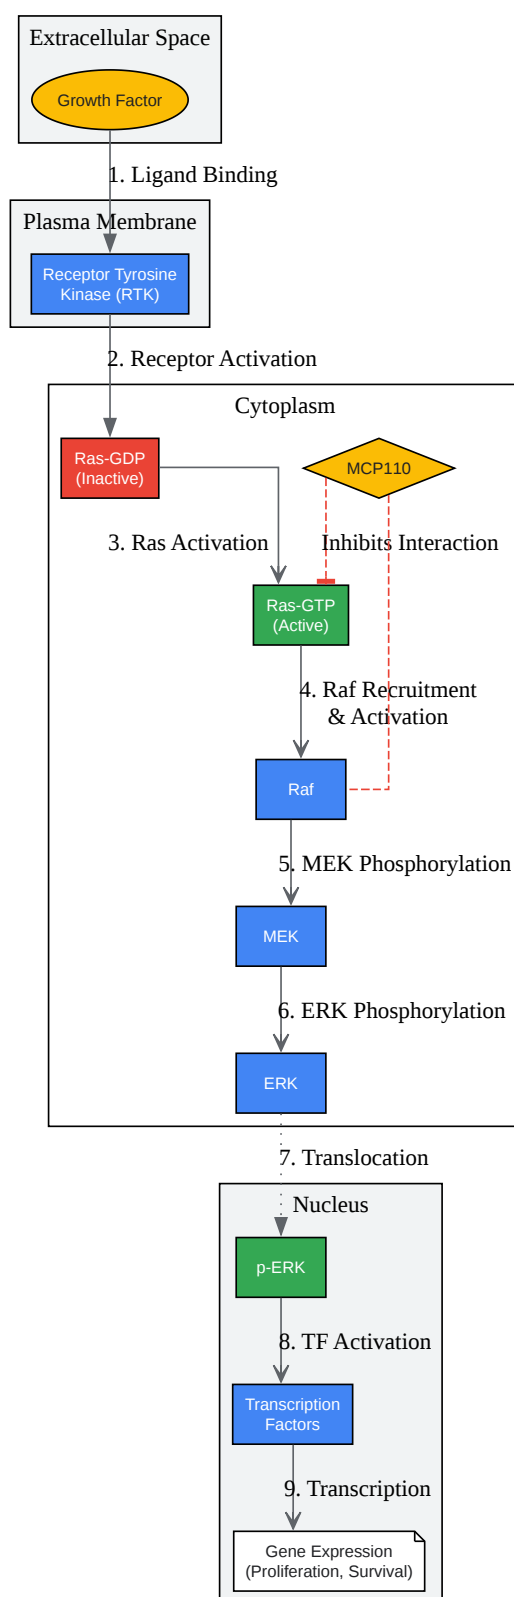 Extracellular Space
Growth Factor
1. Ligand Binding
Plasma Membrane
Receptor Tyrosine
Kinase (RTK)
2. Receptor Activation
Cytoplasm
Ras-GDP
(Inactive)
MCP110
3. Ras Activation
Inhibits Interaction
Ras-GTP
(Active)
4. Raf Recruitment
& Activation
Raf
5. MEK Phosphorylation
MEK
6. ERK Phosphorylation
ERK
7. Translocation
Nucleus
p-ERK
8. TF Activation
Transcription
Factors
9. Transcription
Gene Expression
(Proliferation, Survival)